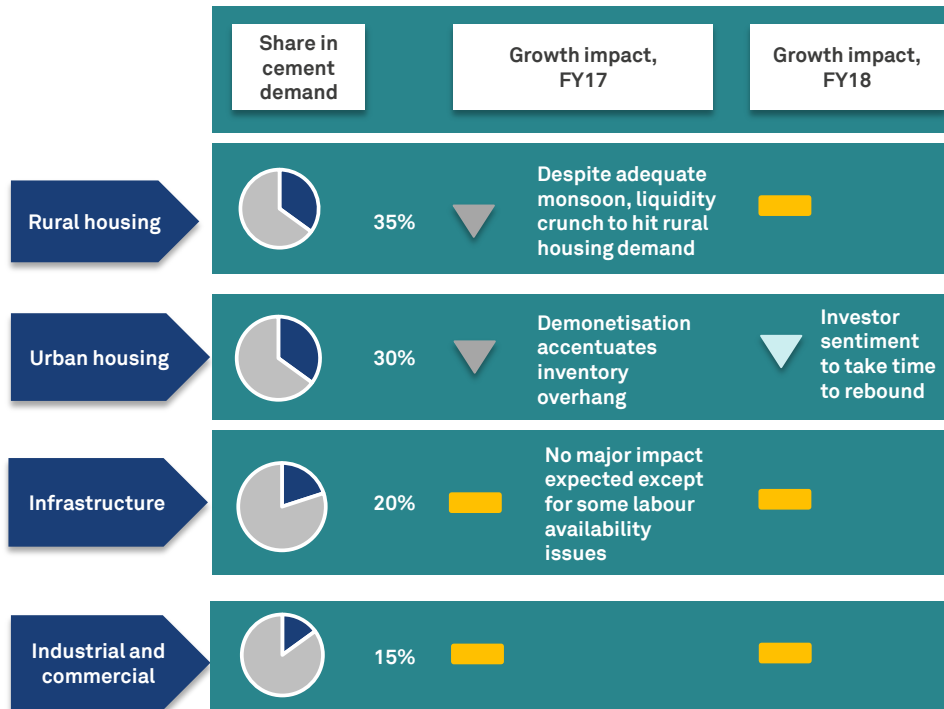 Share in
cement
demand
Growth impact,
FY17
Growth impact,
FY18
Rural housing
35%
Despite adequate
monsoon, liquidity
crunch to hit rural
housing demand
Urban housing
30%
Demonetisation
accentuates
inventory
overhang
Investor
sentiment
to take time
to rebound
Infrastructure
20%
No major impact
expected except
for some labour
availability
issues
Industrial and
commercial
15%